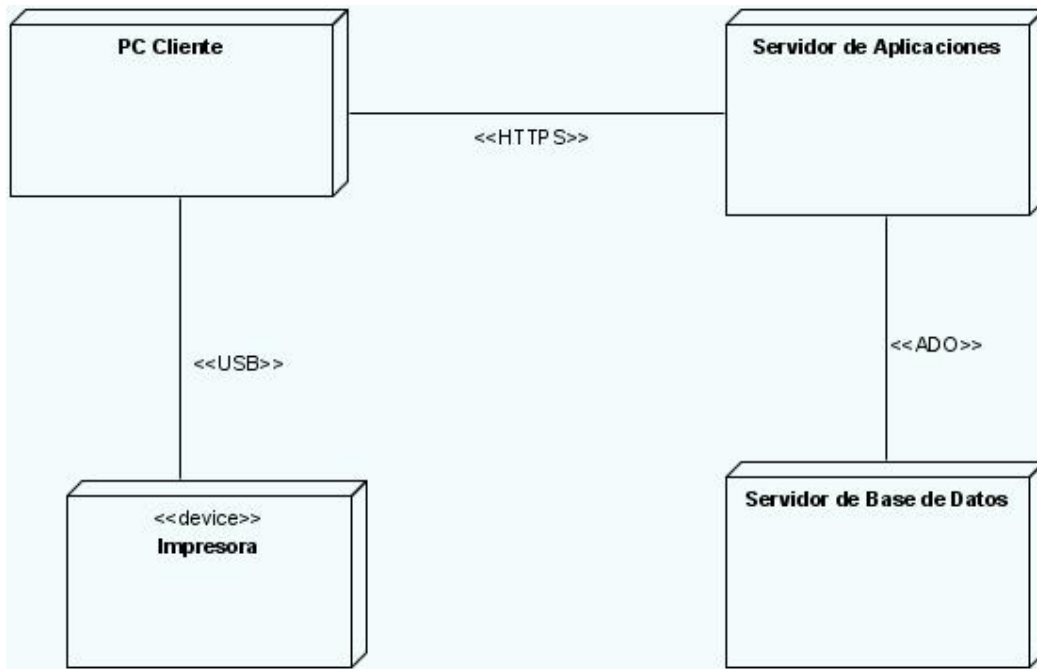 PC Cliente
Servidor de Aplicaciones
<<HTTPS>>
<<USB>>
<<ADO>>
<<device>>
Impresora
Servidor de Base de Datos